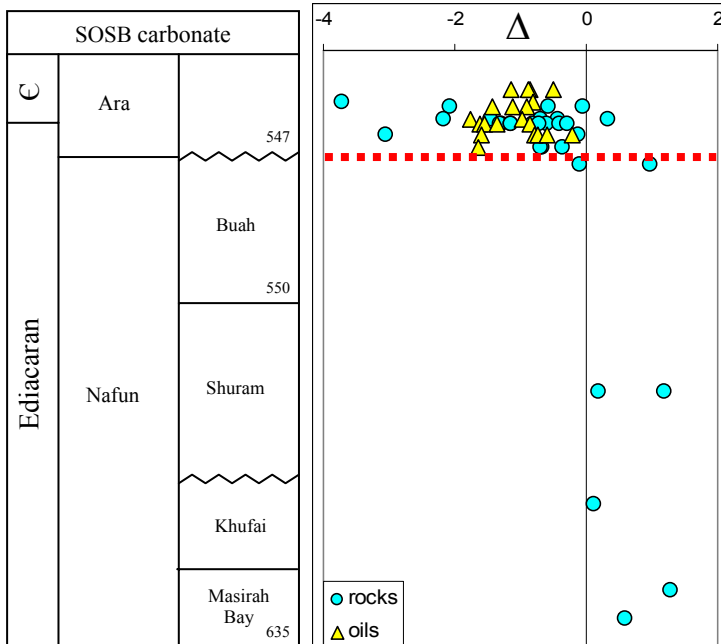 SOSB carbonate
Є
Ara
547
Ediacaran
Nafun
Buah
550
Shuram
Khufai
Masirah
Bay
635
-4 -2 0 2
Δ
rocks
oils